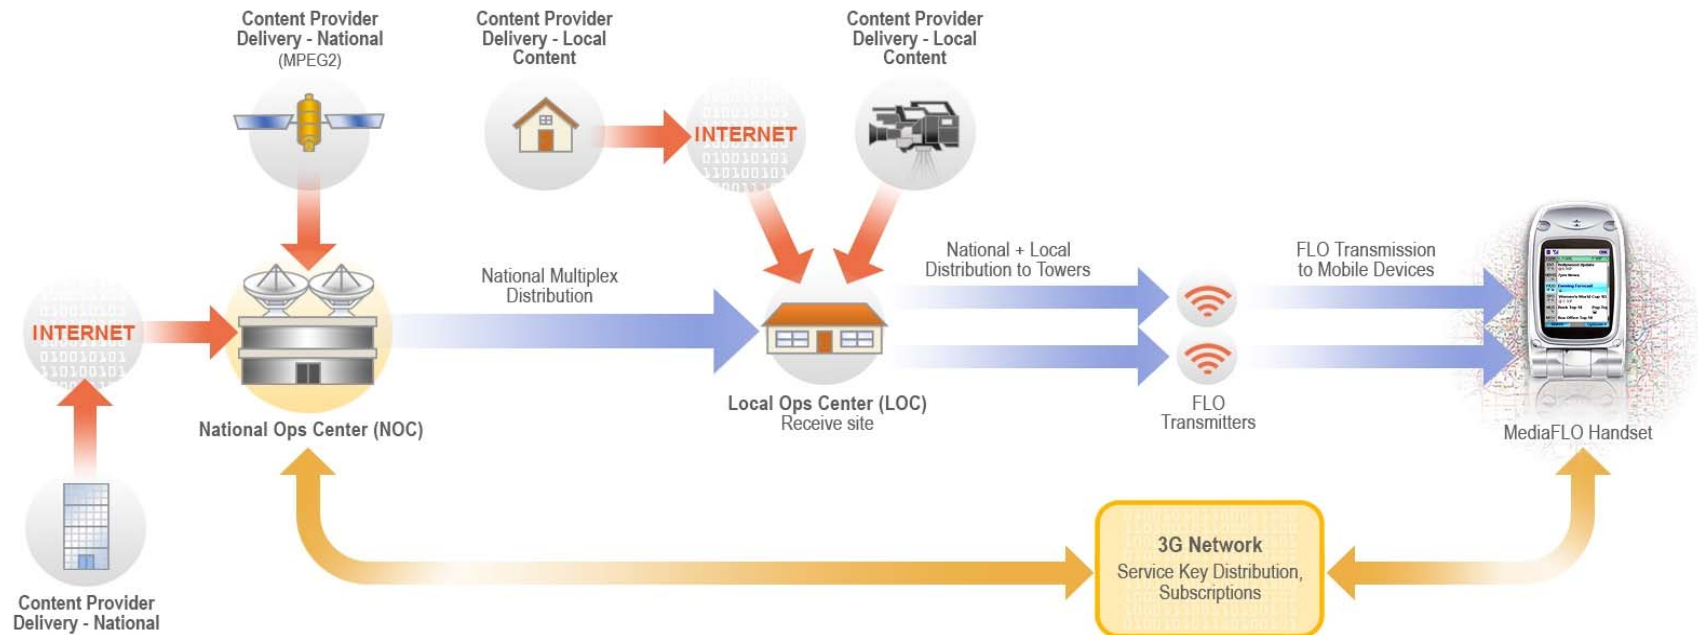 Content Provider
Delivery - National
(MPEG2)
Content Provider
Delivery - Local
Content
Content Provider
Delivery - Local
Content
INTERNET
INTERNET
National Multiplex
Distribution
National + Local
Distribution to Towers
FLO Transmission
to Mobile Devices
National Ops Center (NOC)
Local Ops Center (LOC)
Receive site
FLO
Transmitters
MediaFLO Handset
3G Network
Service Key Distribution,
Subscriptions
Content Provider
Delivery - National